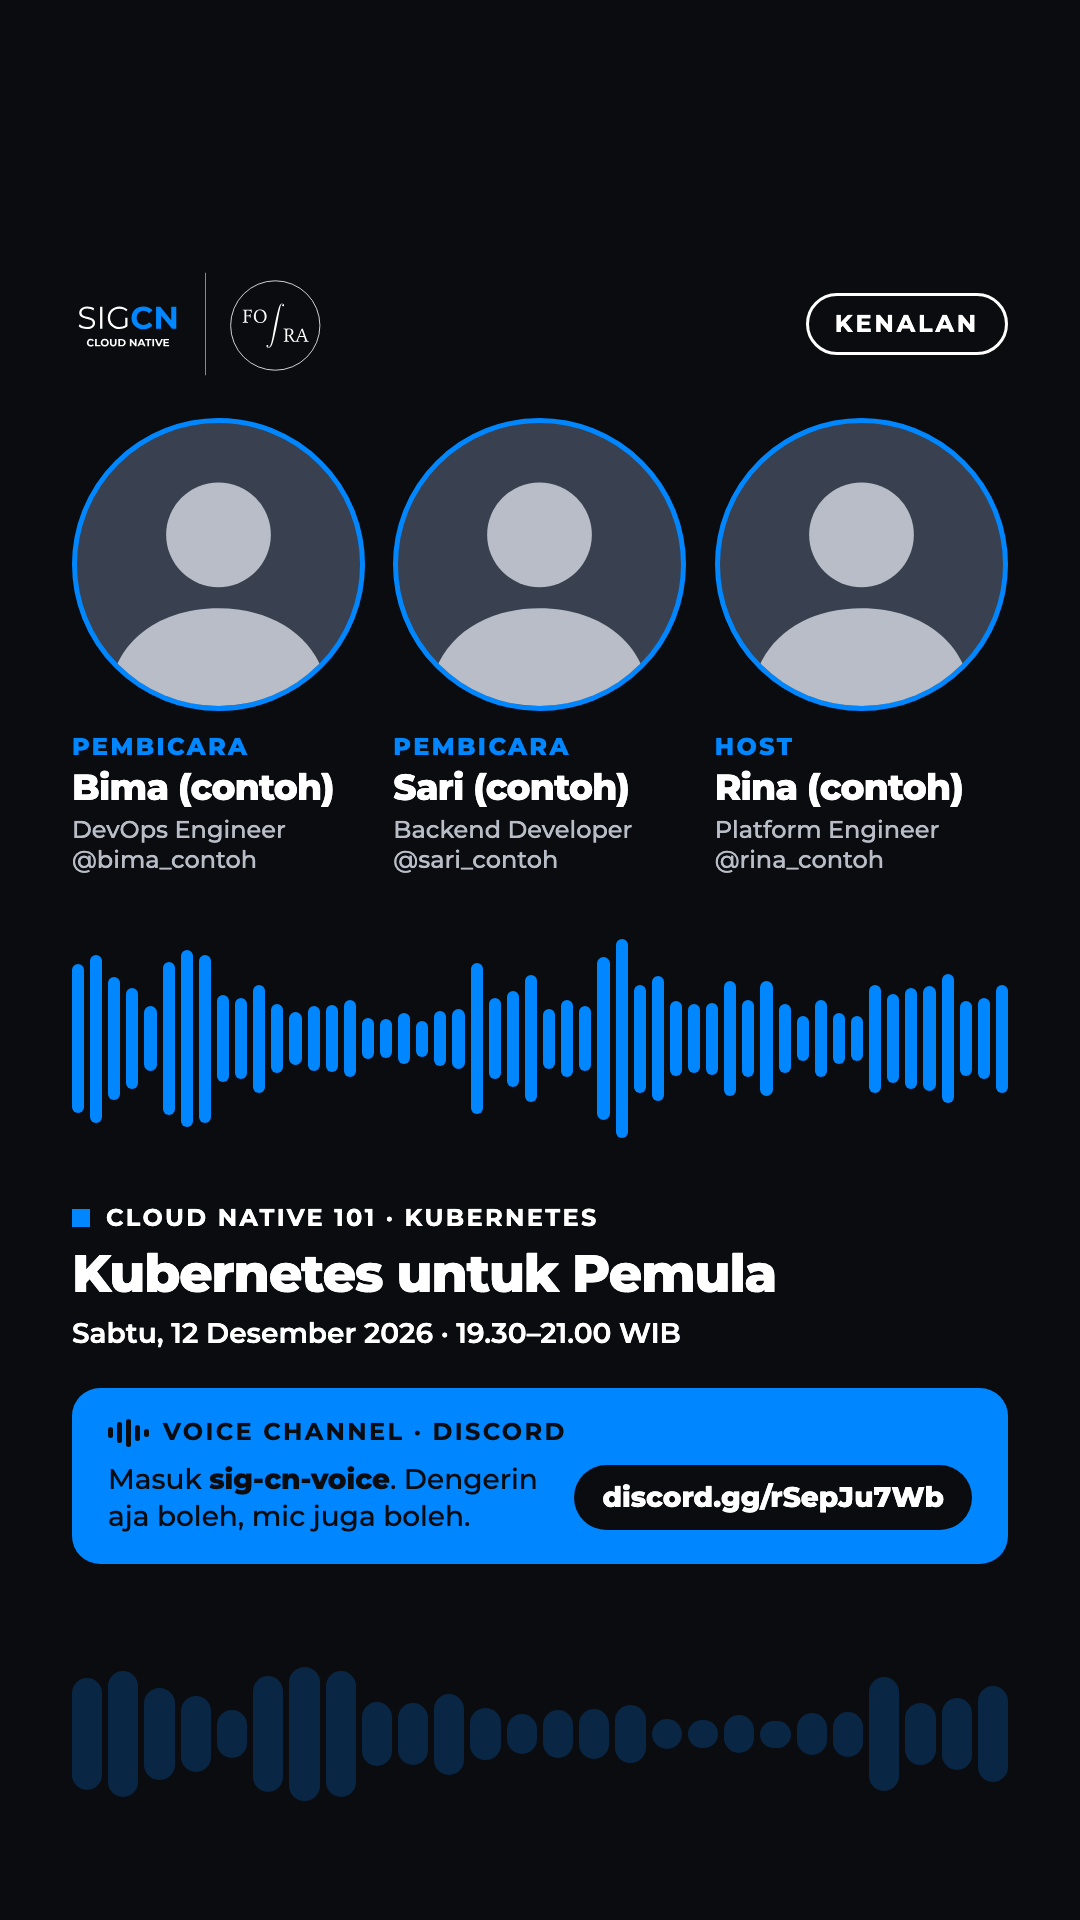 SIGCN
CLOUD NATIVE
FO
RA
KENALAN
PEMBICARA
Bima (contoh)
DevOps Engineer
@bima_contoh
PEMBICARA
Sari (contoh)
Backend Developer
@sari_contoh
HOST
Rina (contoh)
Platform Engineer
@rina_contoh
CLOUD NATIVE 101 · KUBERNETES
Kubernetes untuk Pemula
Sabtu, 12 Desember 2026 · 19.30–21.00 WIB
VOICE CHANNEL · DISCORD
Masuk sig-cn-voice. Dengerin
aja boleh, mic juga boleh.
discord.gg/rSepJu7Wb